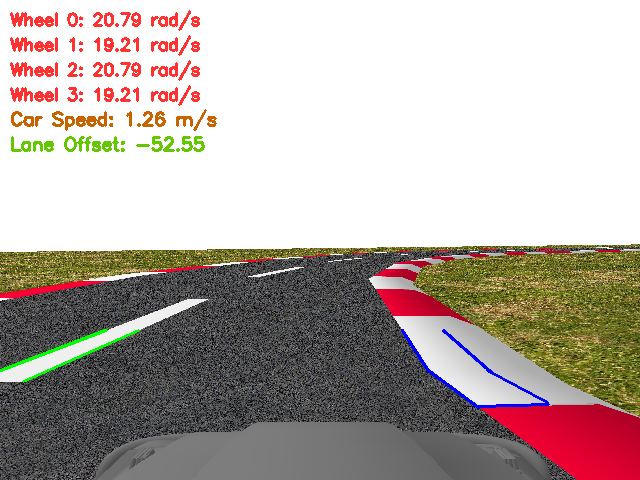 Wheel 0: 20.79 rad/s
Wheel 1: 19.21 rad/s
Wheel 2: 20.79 rad/s
Wheel 3: 19.21 rad/s
Car Speed: 1.26 m/s
Lane Offset: -52.55